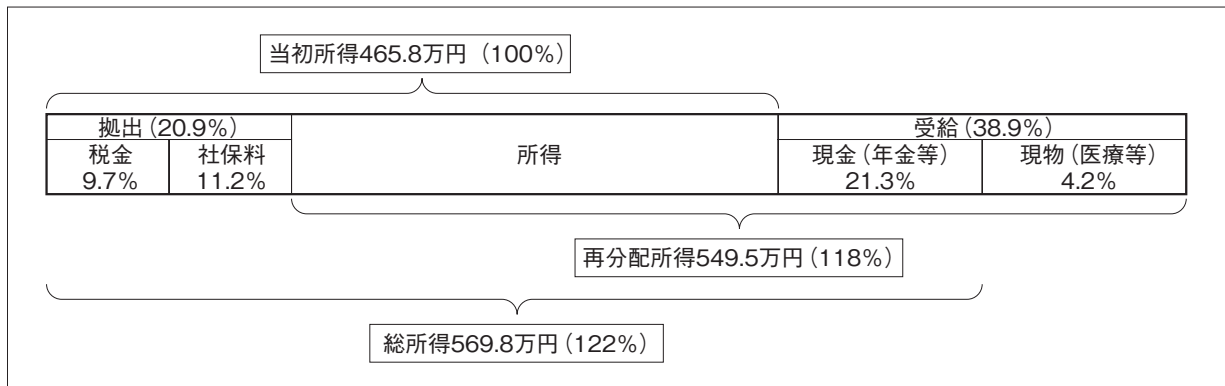 当初所得465.8万円（100%）
拠出（20.9%）
受給（38.9%）
税金
9.7%
社保料
11.2%
所得
現金（年金等）
21.3%
現物（医療等）
4.2%
再分配所得549.5万円（118%）
総所得569.8万円（122%）